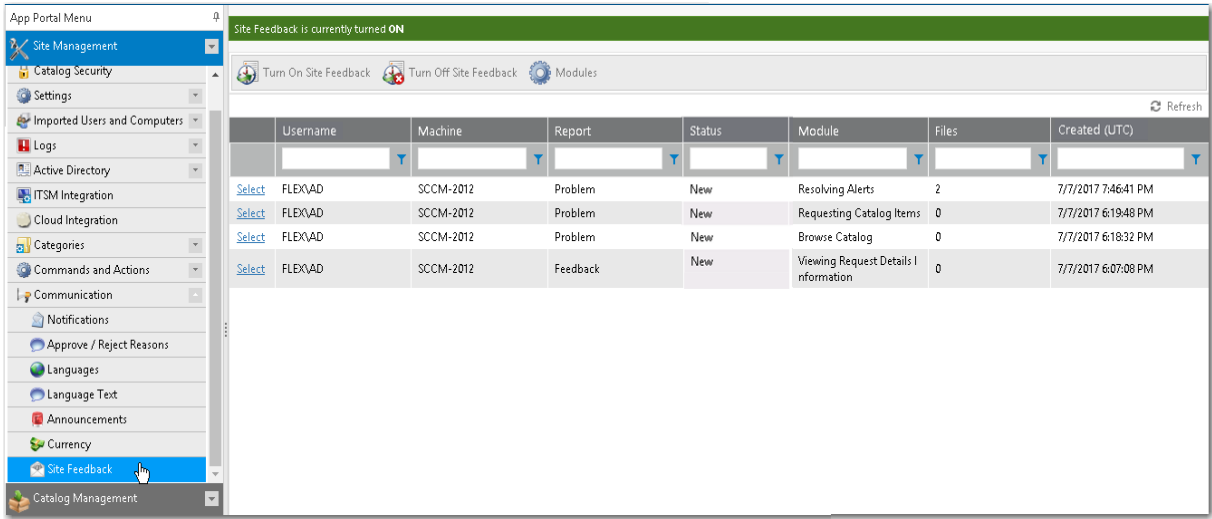 App Portal Menu
Site Management
Catalog Security
Settings
Imported Users and Computers
Logs
Active Directory
ITSM Integration
Cloud Integration
Categories
Commands and Actions
Communication
Notifications
Approve / Reject Reasons
Languages
Language Text
Announcements
Currency
Site Feedback
Catalog Management
Site Feedback is currently turned ON
Turn On Site Feedback Turn Off Site Feedback Modules
Refresh
Username Machine Report Status Module Files Created (UTC)
Select FLEX\AD SCCM-2012 Problem New Resolving Alerts 2 7/7/2017 7:46:41 PM
Select FLEX\AD SCCM-2012 Problem New Requesting Catalog Items 0 7/7/2017 6:19:48 PM
Select FLEX\AD SCCM-2012 Problem New Browse Catalog 0 7/7/2017 6:18:32 PM
Select FLEX\AD SCCM-2012 Feedback New Viewing Request Details I 0 7/7/2017 6:07:08 PM
nformation